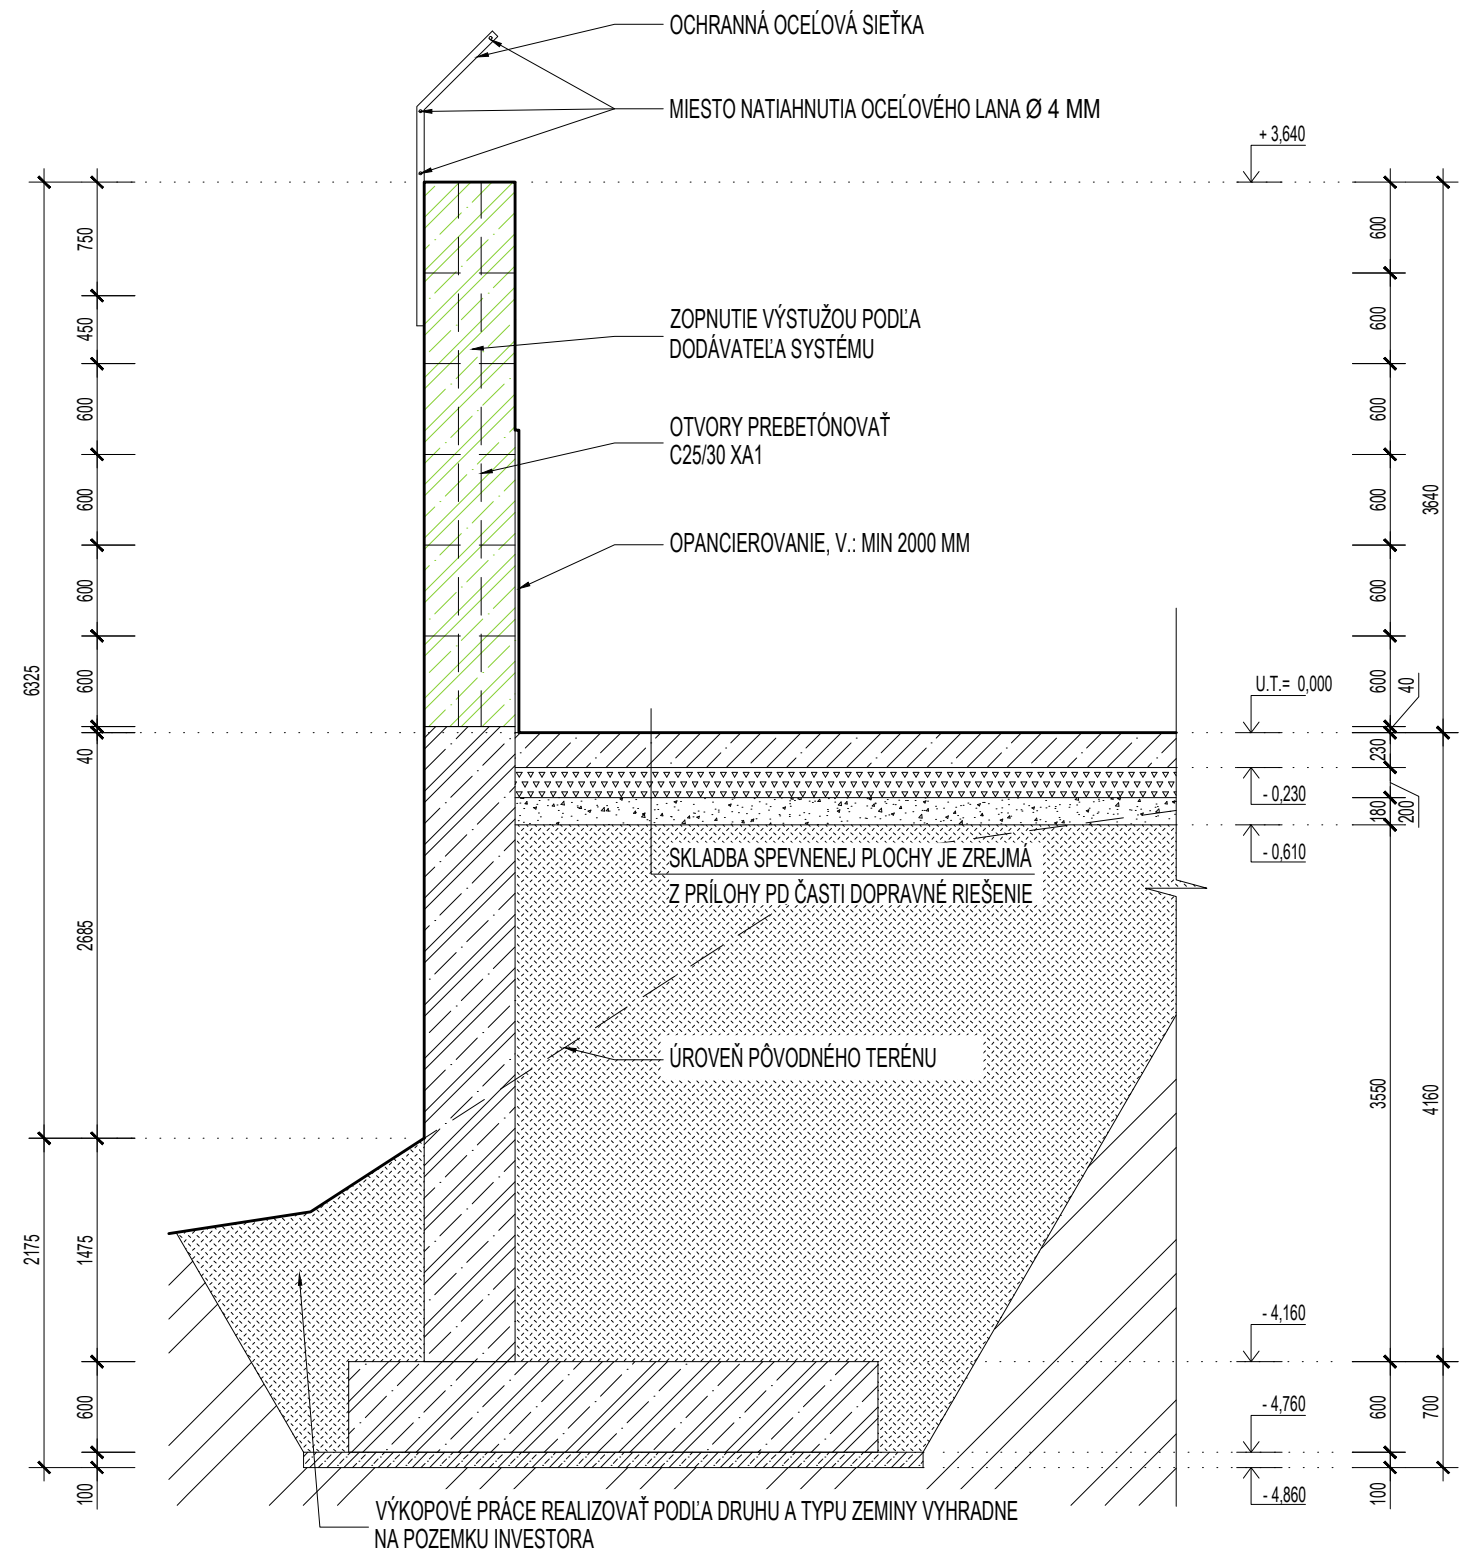 OCHRANNÁ OCEĽOVÁ SIEŤKA
MIESTO NATIAHNUTIA OCEĽOVÉHO LANA Ø 4 MM
ZOPNUTIE VÝSTUŽOU PODĽA
DODÁVATEĽA SYSTÉMU
OTVORY PREBETÓNOVAŤ
C25/30 XA1
OPANCIEROVANIE, V.: MIN 2000 MM
SKLADBA SPEVNENEJ PLOCHY JE ZREJMÁ
Z PRÍLOHY PD ČASTI DOPRAVNÉ RIEŠENIE
ÚROVEŇ PÔVODNÉHO TERÉNU
VÝKOPOVÉ PRÁCE REALIZOVAŤ PODĽA DRUHU A TYPU ZEMINY VYHRADNE
NA POZEMKU INVESTORA
6325
2175
750
450
600
600
600
600
40
2685
1475
600
100
+ 3,640
U.T.= 0,000
- 0,230
- 0,610
- 4,160
- 4,760
- 4,860
600
600
600
600
600
600
40
230
200
180
3550
600
100
3640
4160
700